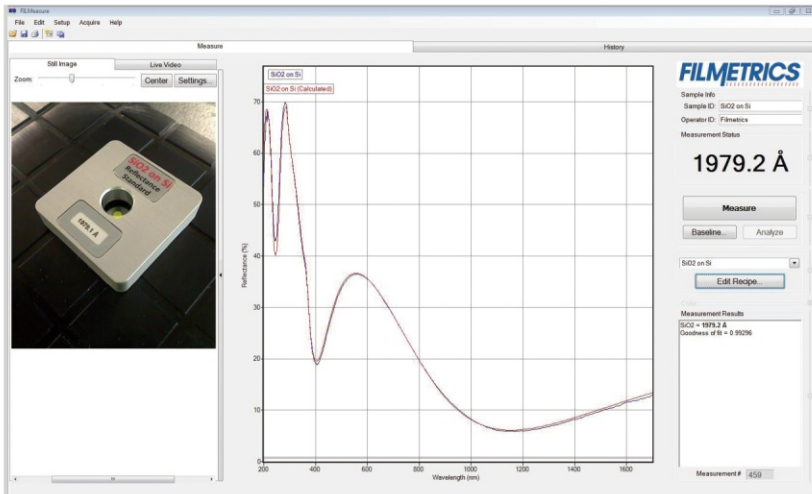 FILMeasure
File Edit Setup Acquire Help
Measure
History
Still Image
Live Video
Zoom:
Center
Settings...
SiO2 on Si
Reflectance
Standard
1979.1 Å
SiO2 on Si
SiO2 on Si (Calculated)
Reflectance (%)
70
60
50
40
30
20
10
0
200 400 600 800 1000 1200 1400 1600
Wavelength (nm)
FILMETRICS
Sample Info
Sample ID: SiO2 on Si
Operator ID: Filmetrics
Measurement Status
1979.2 Å
Measure
Baseline...
Analyze
SiO2 on Si
Edit Recipe...
Measurement Results
SiO2 = 1979.2 Å
Goodness of fit = 0.99296
Measurement # 459